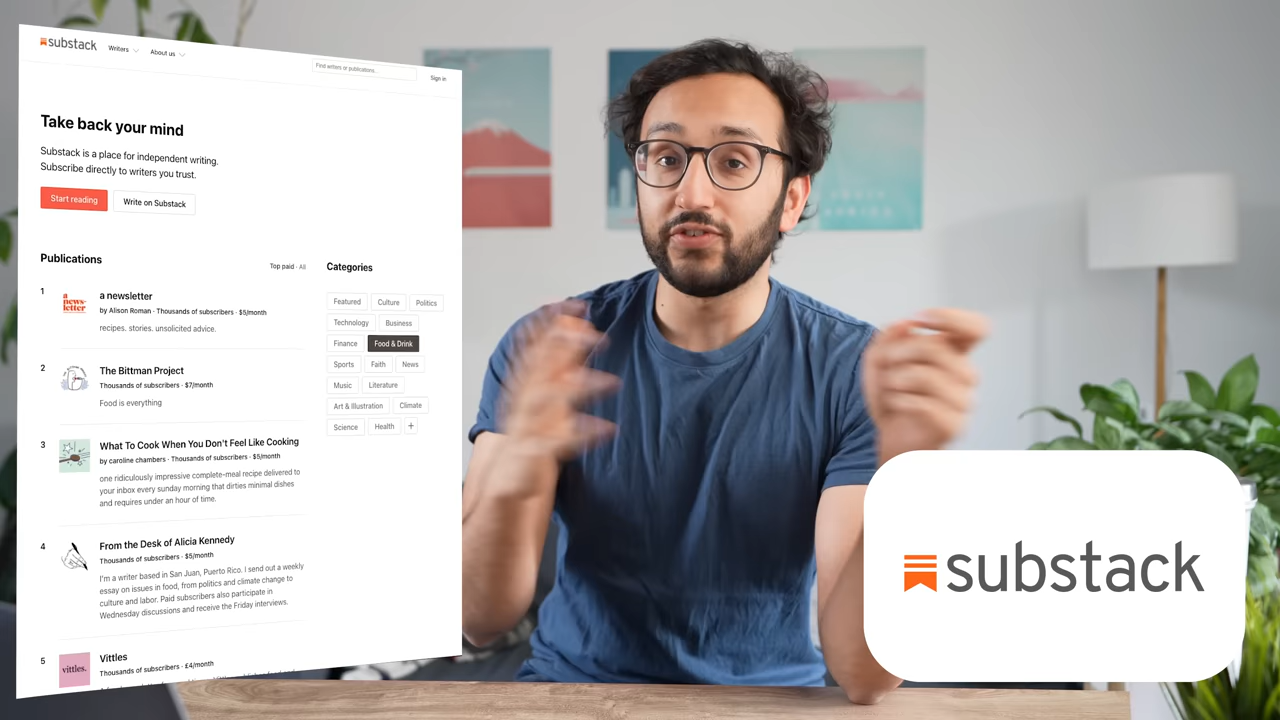 substack
Writers
About us
Find writers or publications...
Sign in
Take back your mind
Substack is a place for independent writing.
Subscribe directly to writers you trust.
Start reading
Write on Substack
Publications
Top paid · All
1
a newsletter
by Alison Roman · Thousands of subscribers · $5/month
recipes. stories. unsolicited advice.
2
The Bittman Project
Thousands of subscribers · $7/month
Food is everything
3
What To Cook When You Don't Feel Like Cooking
by caroline chambers · Thousands of subscribers · $5/month
one ridiculously impressive complete-meal recipe delivered to
your inbox every sunday morning that dirties minimal dishes
and requires under an hour of time.
4
From the Desk of Alicia Kennedy
Thousands of subscribers · $5/month
I'm a writer based in San Juan, Puerto Rico. I send out a weekly
essay on issues in food, from politics and climate change to
culture and labor. Paid subscribers also participate in
Wednesday discussions and receive the Friday interviews.
5
vittles.
Vittles
Thousands of subscribers · £4/month
Categories
Featured Culture Politics
Technology Business
Finance Food & Drink
Sports Faith News
Music Literature
Art & Illustration Climate
Science Health +
a
news-
letter
substack